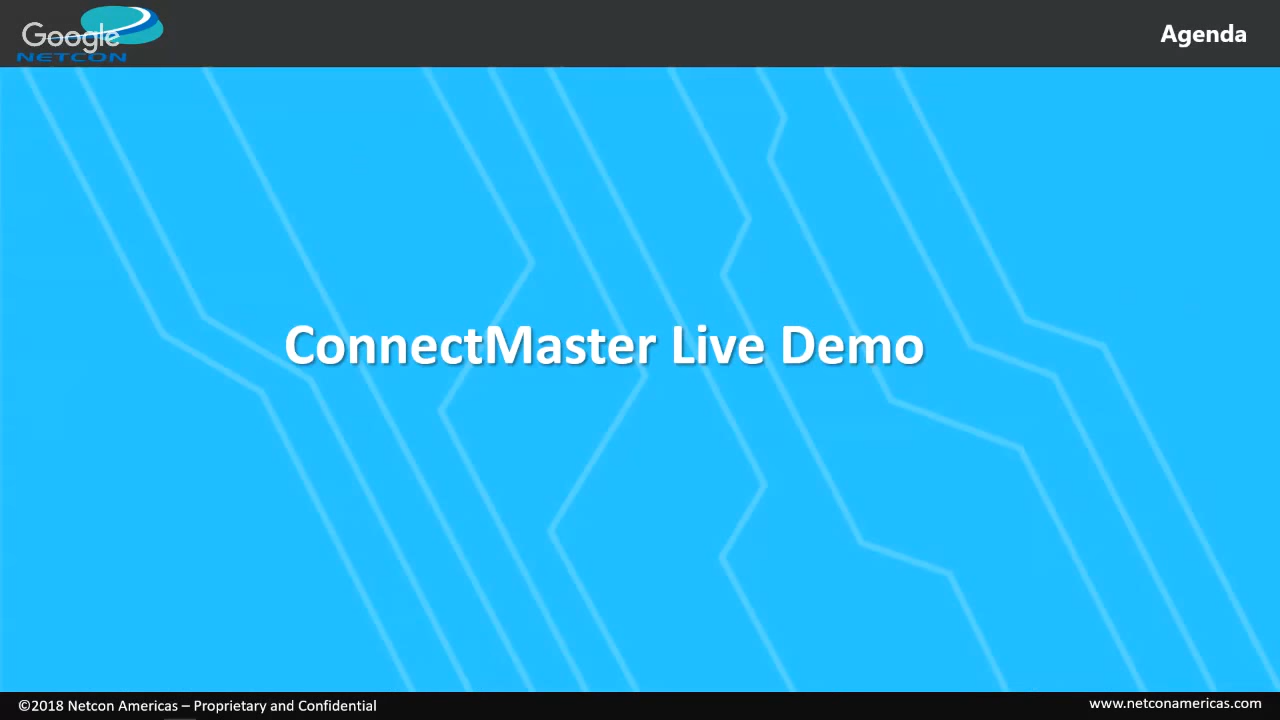 Google
NETCON
Agenda
ConnectMaster Live Demo
©2018 Netcon Americas – Proprietary and Confidential
www.netconamericas.com